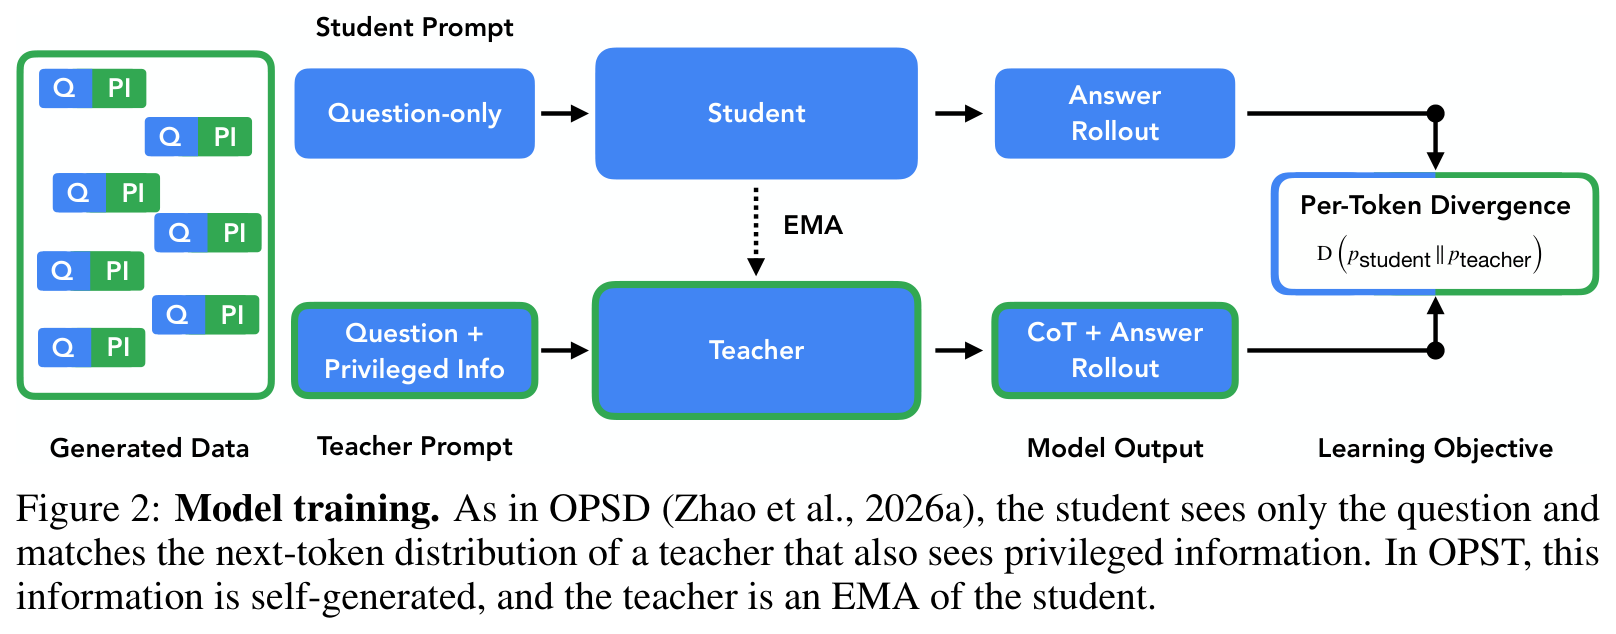 Student Prompt
Q PI
Q PI
Q PI
Q PI
Q PI
Q PI
Q PI
Generated Data
Question-only
Student
Answer
Rollout
EMA
Question +
Privileged Info
Teacher Prompt
Teacher
CoT + Answer
Rollout
Model Output
Per-Token Divergence
D (p_student || p_teacher)
Learning Objective
Figure 2: Model training. As in OPSD (Zhao et al., 2026a), the student sees only the question and
matches the next-token distribution of a teacher that also sees privileged information. In OPST, this
information is self-generated, and the teacher is an EMA of the student.